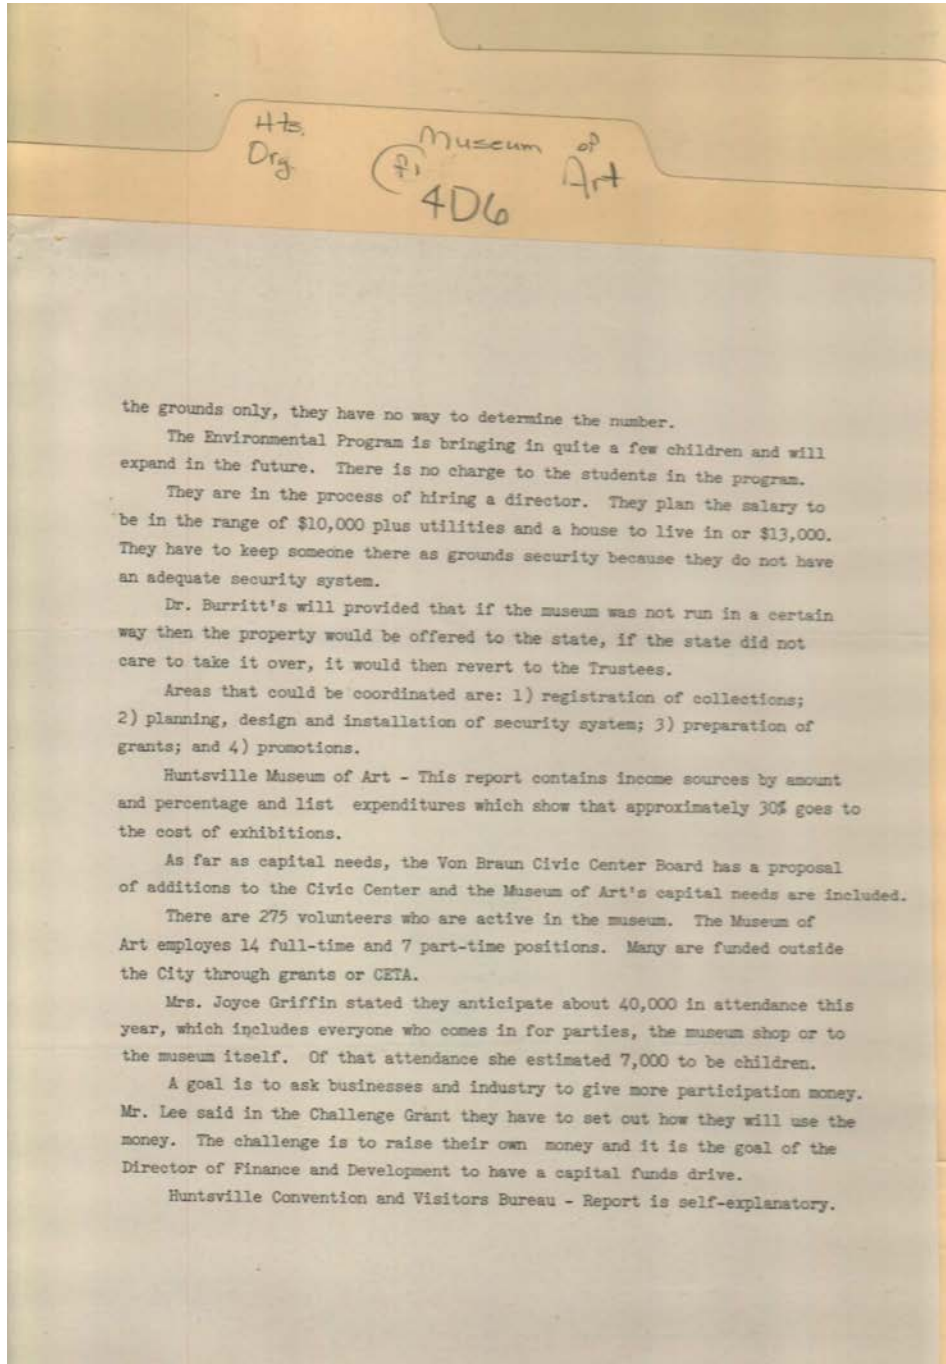 Hts. Museum of
Org. Art
4D6
the grounds only, they have no way to determine the number.
The Environmental Program is bringing in quite a few children and will
expand in the future. There is no charge to the students in the program.
They are in the process of hiring a director. They plan the salary to
be in the range of $10,000 plus utilities and a house to live in or $13,000.
They have to keep someone there as grounds security because they do not have
an adequate security system.
Dr. Burritt's will provided that if the museum was not run in a certain
way then the property would be offered to the state, if the state did not
care to take it over, it would then revert to the Trustees.
Areas that could be coordinated are: 1) registration of collections;
2) planning, design and installation of security system; 3) preparation of
grants; and 4) promotions.
Huntsville Museum of Art - This report contains income sources by amount
and percentage and list expenditures which show that approximately 30% goes to
the cost of exhibitions.
As far as capital needs, the Von Braun Civic Center Board has a proposal
of additions to the Civic Center and the Museum of Art's capital needs are included.
There are 275 volunteers who are active in the museum. The Museum of
Art employes 14 full-time and 7 part-time positions. Many are funded outside
the City through grants or CETA.
Mrs. Joyce Griffin stated they anticipate about 40,000 in attendance this
year, which includes everyone who comes in for parties, the museum shop or to
the museum itself. Of that attendance she estimated 7,000 to be children.
A goal is to ask businesses and industry to give more participation money.
Mr. Lee said in the Challenge Grant they have to set out how they will use the
money. The challenge is to raise their own money and it is the goal of the
Director of Finance and Development to have a capital funds drive.
Huntsville Convention and Visitors Bureau - Report is self-explanatory.